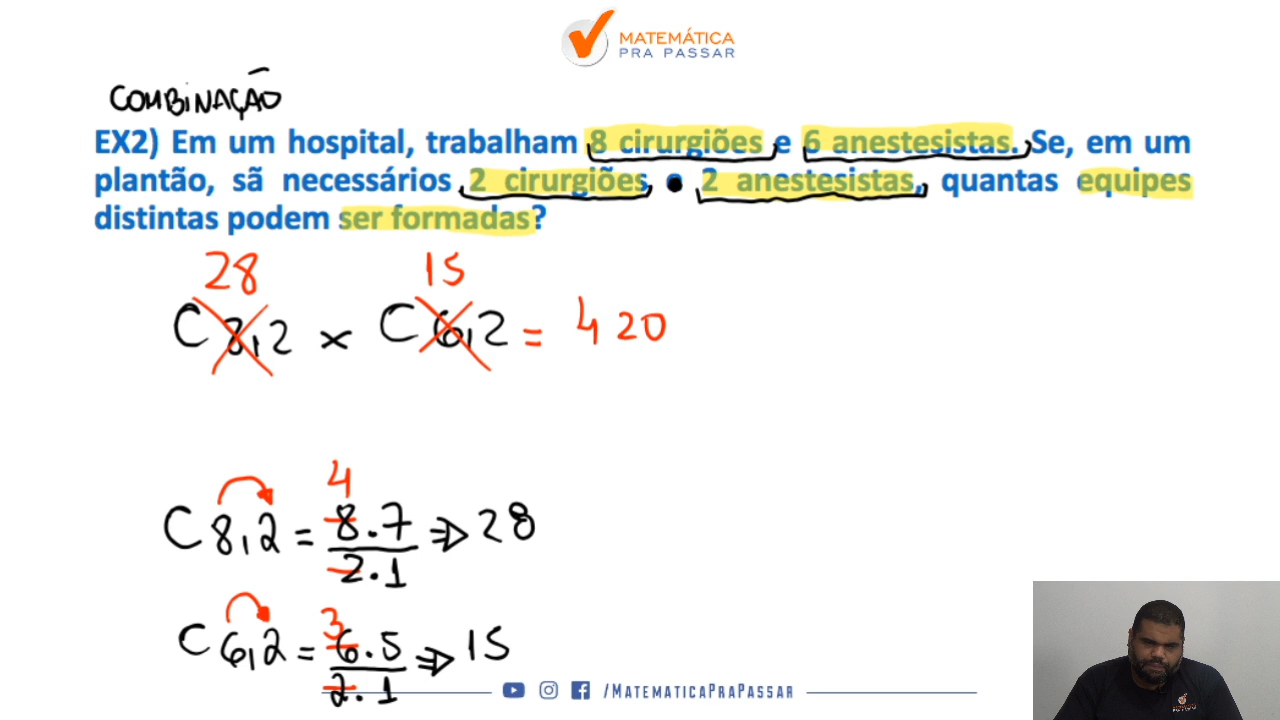 MATEMÁTICA
PRA PASSAR
COMBINAÇÃO
EX2) Em um hospital, trabalham 8 cirurgiões e 6 anestesistas. Se, em um
plantão, sã necessários 2 cirurgiões e 2 anestesistas, quantas equipes
distintas podem ser formadas?
28 15
C 8,2 x C 6,2 = 420
4
C 8,2 = 8.7 ⇒ 28
2.1
3
C 6,2 = 6.5 ⇒ 15
2.1
/MATEMATICAPRAPASSAR